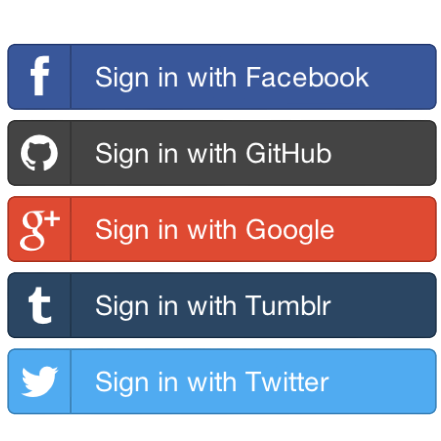 Sign in with Facebook
Sign in with GitHub
Sign in with Google
Sign in with Tumblr
Sign in with Twitter